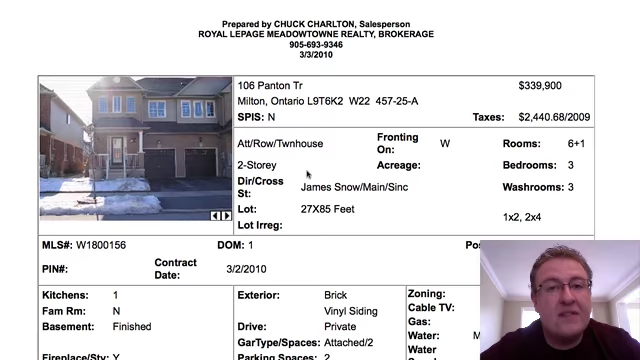 Prepared by CHUCK CHARLTON, Salesperson
ROYAL LEPAGE MEADOWTOWNE REALTY, BROKERAGE
905-693-9346
3/3/2010
106 Panton Tr $339,900
Milton, Ontario L9T6K2 W22 457-25-A
SPIS: N Taxes: $2,440.68/2009
Att/Row/Twnhouse Fronting On: W Rooms: 6+1
2-Storey Acreage: Bedrooms: 3
Dir/Cross St: James Snow/Main/Sinc Washrooms: 3
Lot: 27X85 Feet 1x2, 2x4
Lot Irreg:
MLS#: W1800156 DOM: 1
PIN#: Contract Date: 3/2/2010
Kitchens: 1 Exterior: Brick Zoning:
Fam Rm: N Vinyl Siding Cable TV:
Basement: Finished Drive: Private Gas:
GarType/Spaces: Attached/2 Water:
Fireplace/Stv: Y Parking Spaces: 2 Water